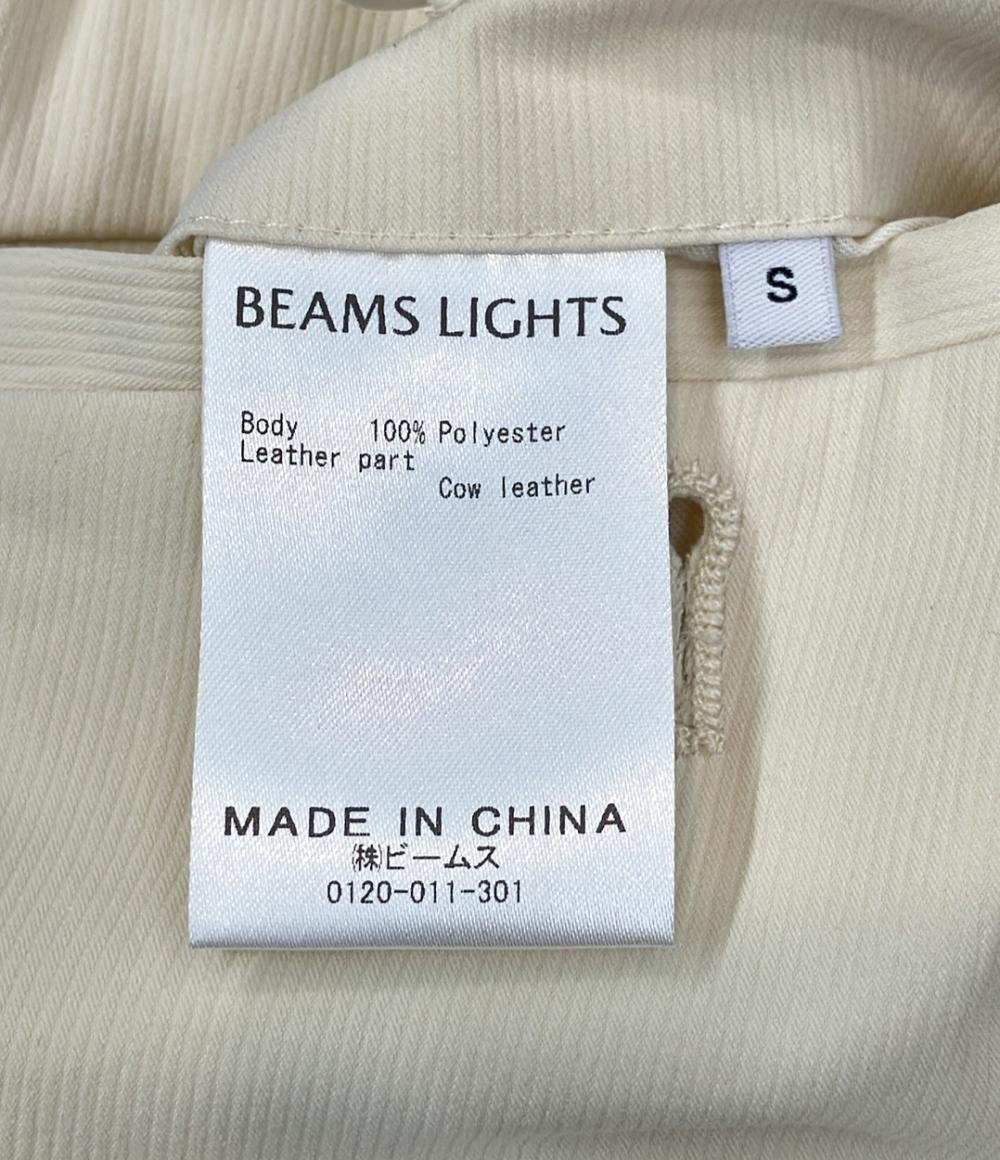 BEAMS LIGHTS
S
Body 100% Polyester
Leather part
Cow leather
MADE IN CHINA
㈱ビームス
0120-011-301